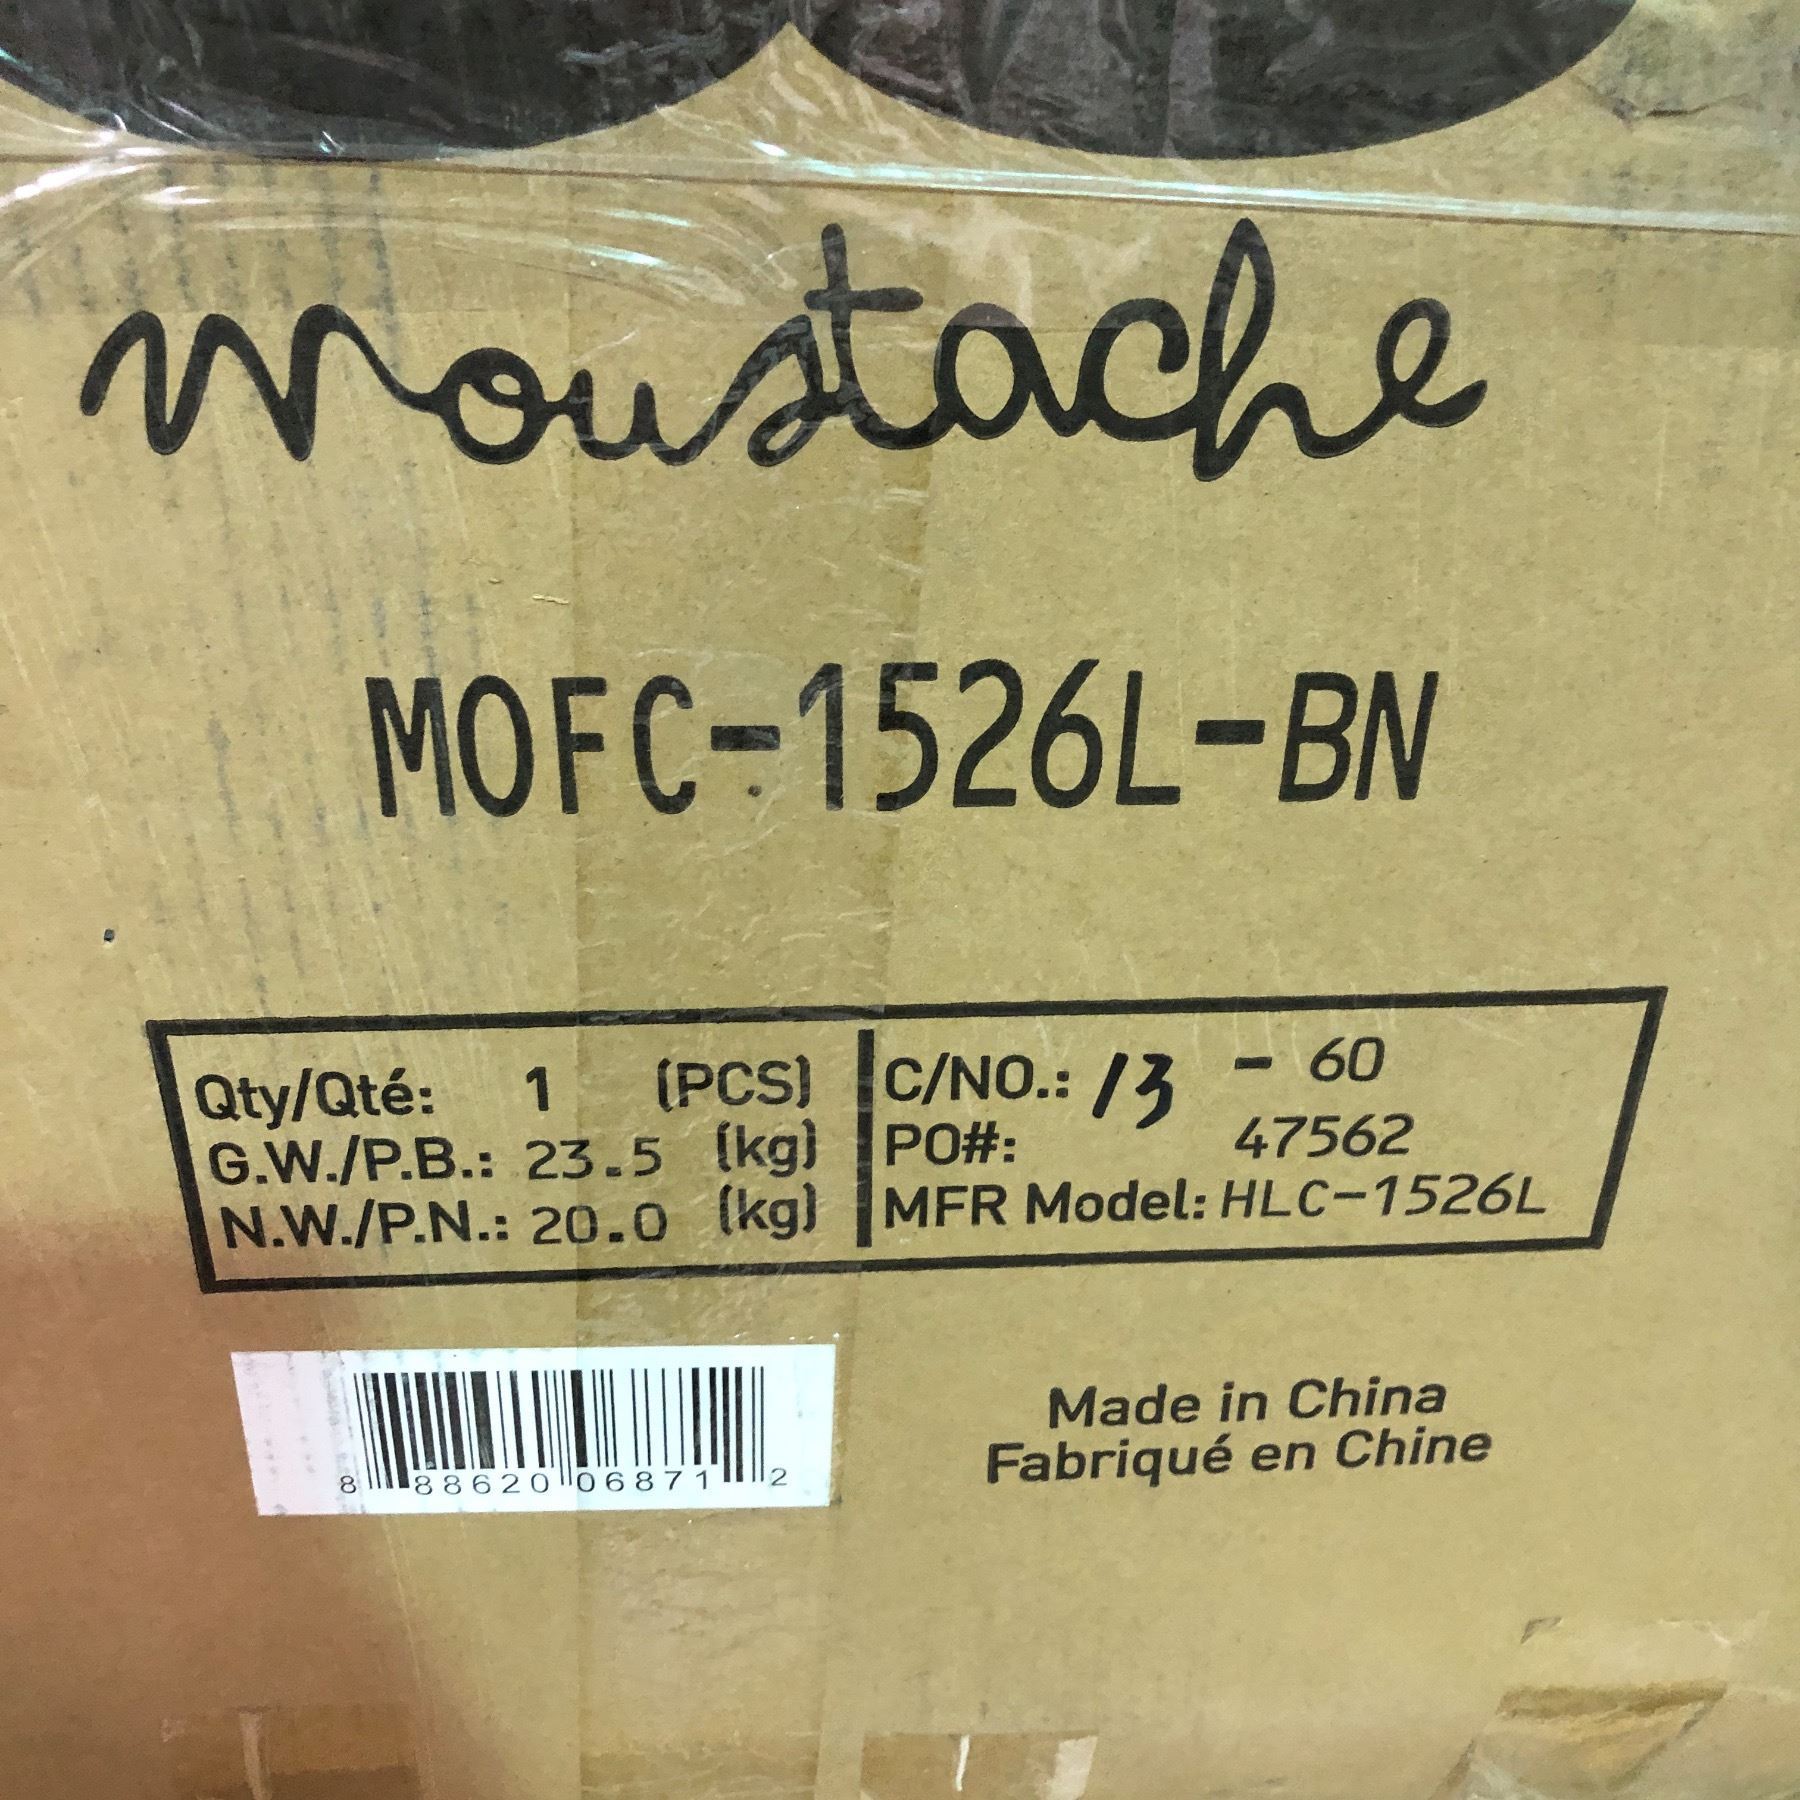 moustache
MOFC-1526L-BN
Qty/Qté: 1 (PCS)
G.W./P.B.: 23.5 (kg)
N.W./P.N.: 20.0 (kg)
C/NO.: 13 - 60
PO#: 47562
MFR Model: HLC-1526L
8 88620 06871 2
Made in China
Fabriqué en Chine